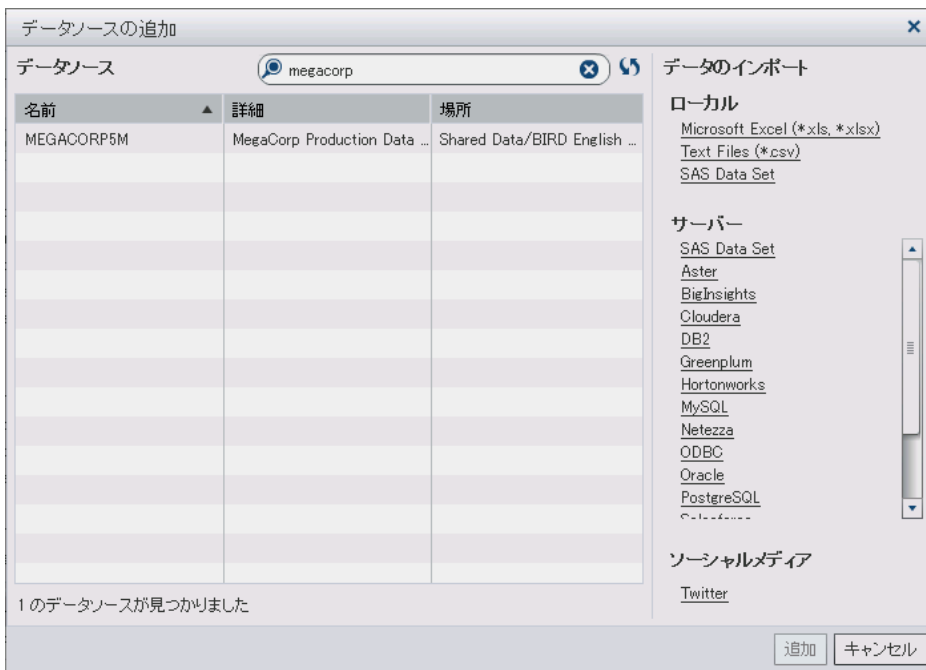 データソースの追加
データソース
megacorp
名前 詳細 場所
MEGACORP5M MegaCorp Production Data ... Shared Data/BIRD English ...
1 のデータソースが見つかりました
データのインポート
ローカル
Microsoft Excel (*.xls, *.xlsx)
Text Files (*.csv)
SAS Data Set
サーバー
SAS Data Set
Aster
BigInsights
Cloudera
DB2
Greenplum
Hortonworks
MySQL
Netezza
ODBC
Oracle
PostgreSQL
ソーシャルメディア
Twitter
追加 キャンセル